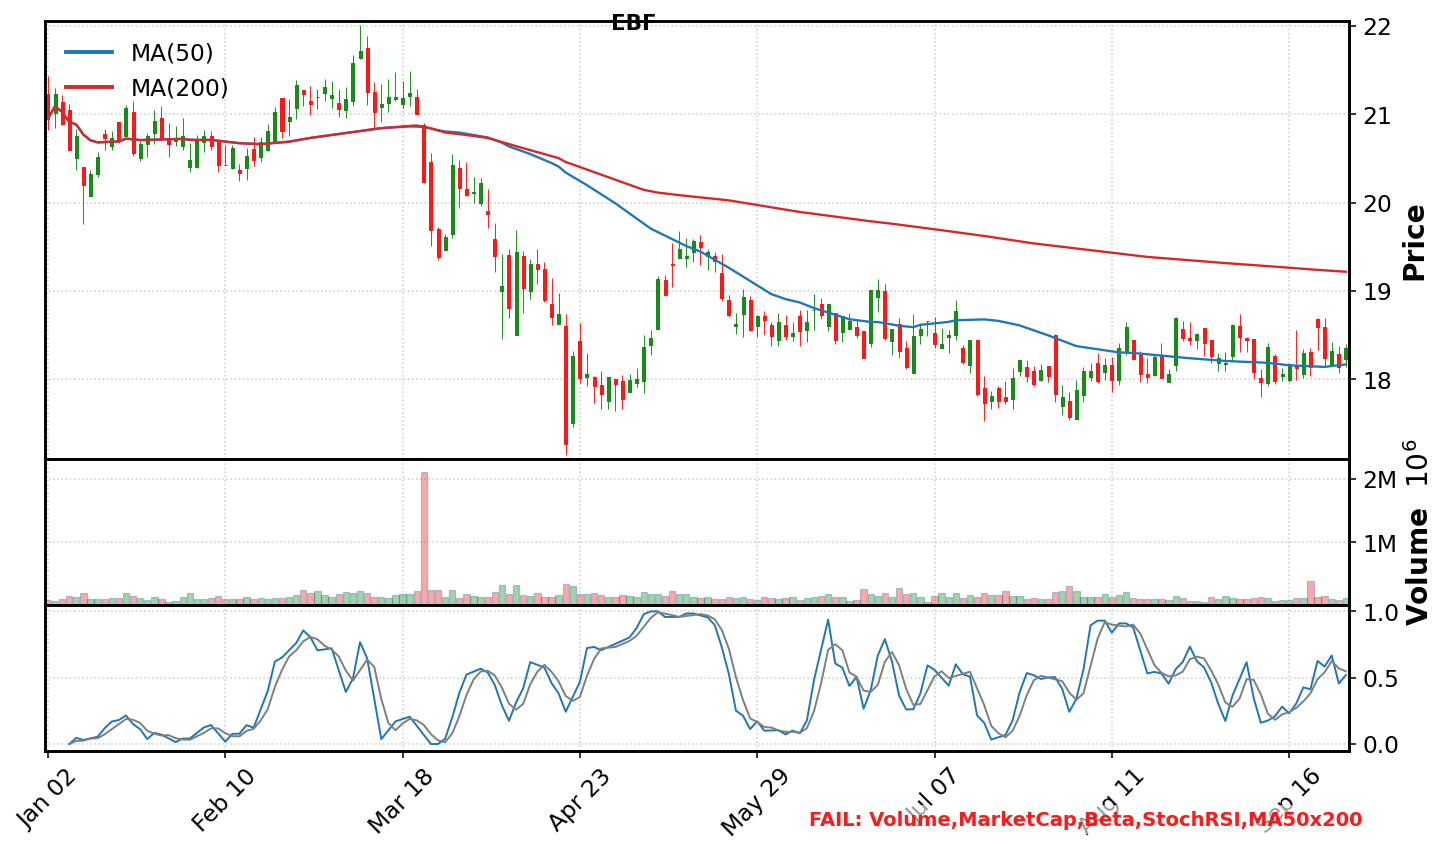 EBF
MA(50)
MA(200)
22
21
20
19
18
Price
2M
1M
Volume 10^6
1.0
0.5
0.0
Jan 02
Feb 10
Mar 18
Apr 23
May 29
Jul 07
Aug 11
Sep 16
FAIL: Volume,MarketCap,Beta,StochRSI,MA50x200